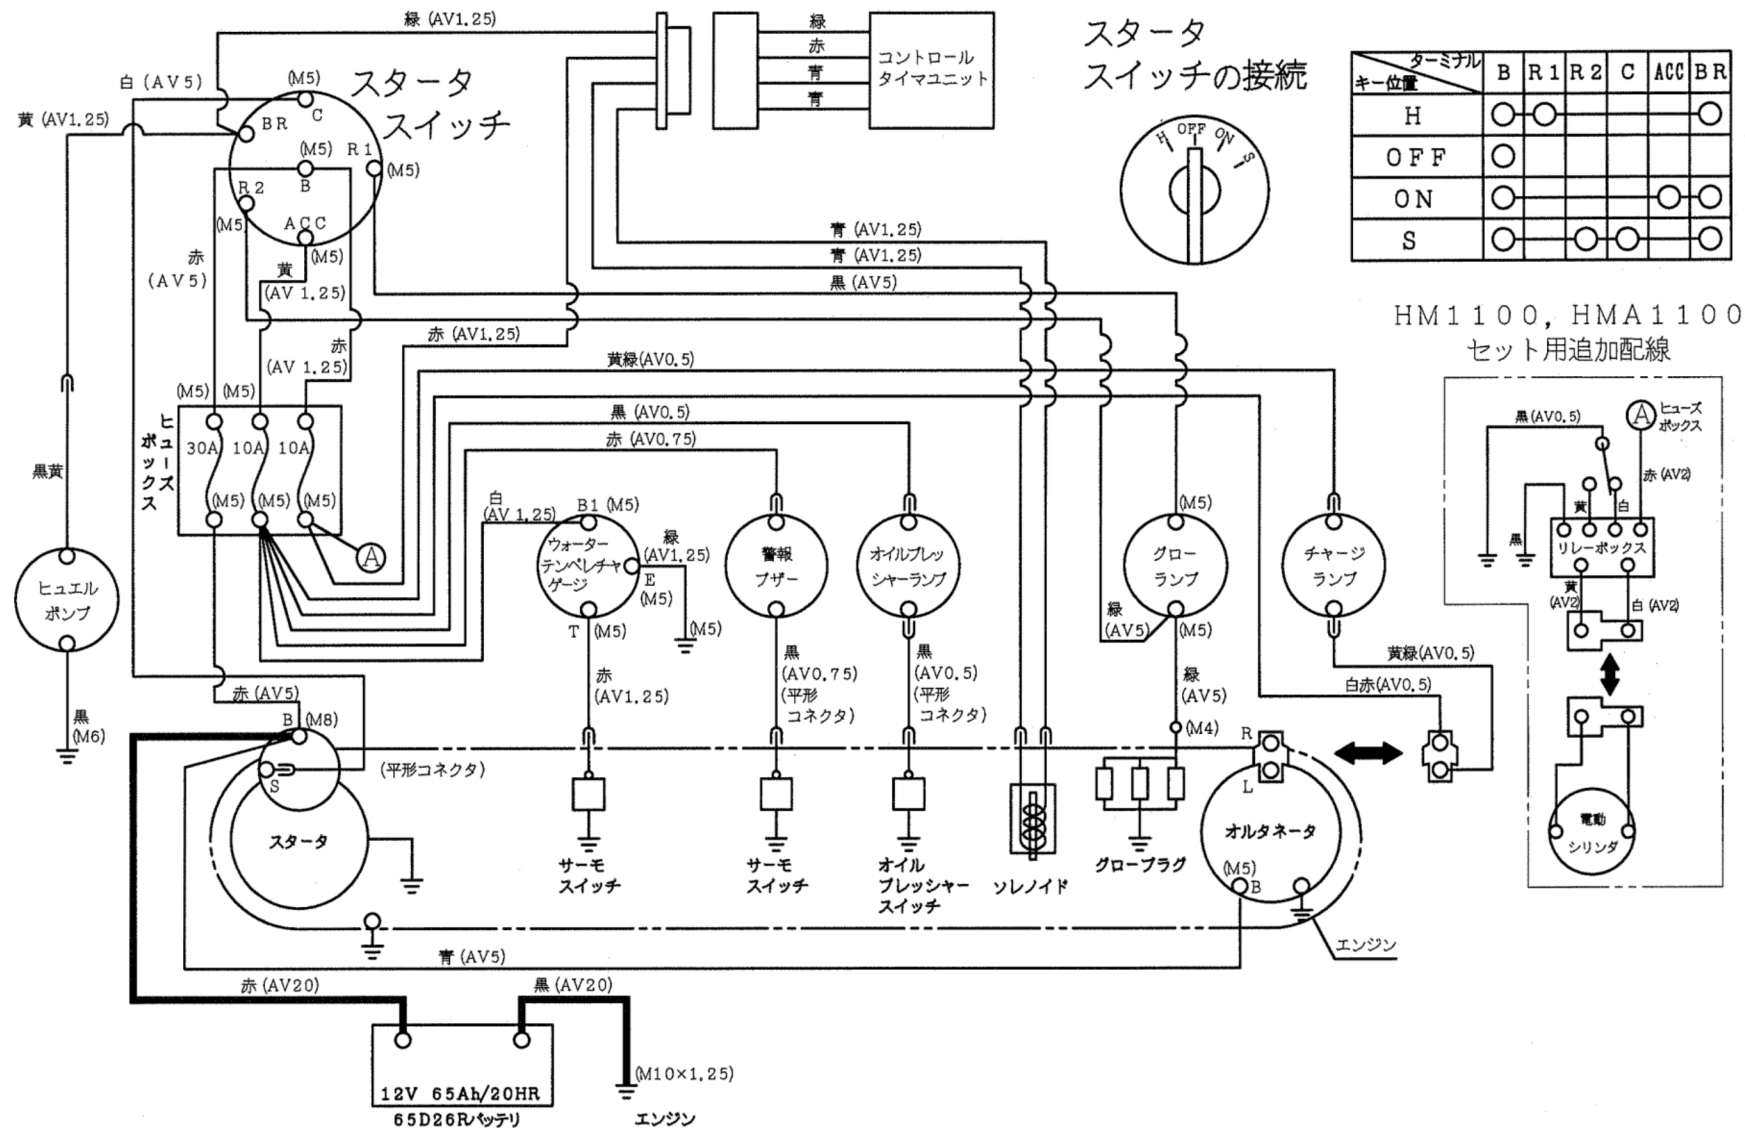 緑(AV1.25)
緑
赤
青
青
コントロール
タイマユニット
スタータ
スイッチの接続
H
OFF
ON
S
ターミナル
キー位置
B
R1
R2
C
ACC
BR
H
OFF
ON
S
白(AV5)
黄(AV1.25)
スタータ
スイッチ
(M5)
C
BR
(M5)
B
R1
(M5)
R2
(M5)
ACC
(M5)
赤
(AV5)
黄
(AV1.25)
赤
(AV1.25)
青(AV1.25)
青(AV1.25)
黒(AV5)
赤(AV1.25)
黄緑(AV0.5)
黒(AV0.5)
赤(AV0.75)
(M5)
(M5)
ヒューズ
ボックス
30A
10A
10A
(M5)
(M5)
(M5)
A
黒黄
ヒュエル
ポンプ
黒
(M6)
白
(AV1.25)
B1
(M5)
ウォーター
テンペレチャ
ゲージ
緑
(AV1.25)
E
(M5)
(M5)
T
(M5)
赤
(AV1.25)
警報
ブザー
黒
(AV0.75)
(平形
コネクタ)
オイルプレッ
シャーランプ
黒
(AV0.5)
(平形
コネクタ)
(M5)
グロー
ランプ
緑
(AV5)
(M5)
緑
(AV5)
(M4)
チャージ
ランプ
黄緑(AV0.5)
白赤(AV0.5)
HM1100, HMA1100
セット用追加配線
黒(AV0.5)
A
ヒューズ
ボックス
赤(AV2)
黄
白
黒
リレーボックス
黄
(AV2)
白(AV2)
電動
シリンダ
赤(AV5)
B
(M8)
S
(平形コネクタ)
スタータ
サーモ
スイッチ
サーモ
スイッチ
オイル
プレッシャー
スイッチ
ソレノイド
グロープラグ
R
L
オルタネータ
(M5)
B
エンジン
青(AV5)
赤(AV20)
黒(AV20)
12V 65Ah/20HR
65D26Rバッテリ
(M10×1.25)
エンジン